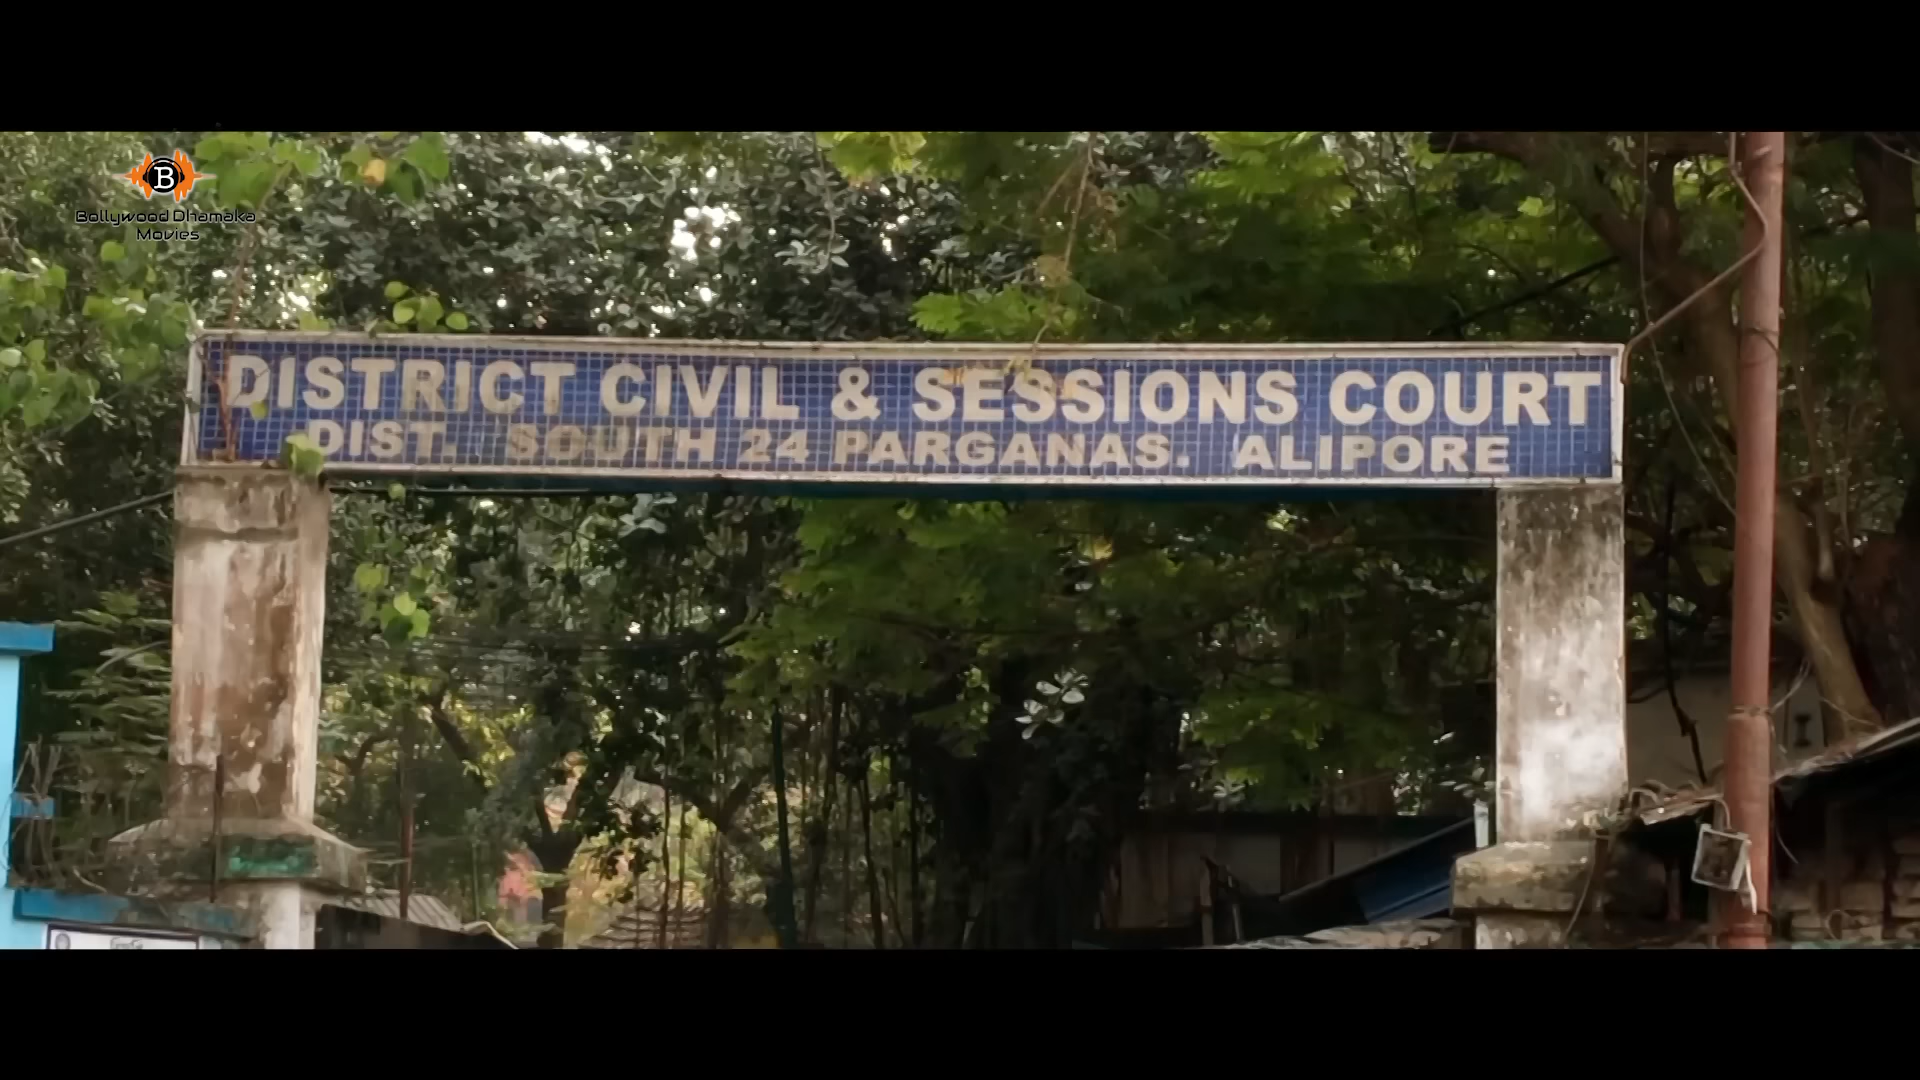 B
Bollywood Dhamaka
Movies
DISTRICT CIVIL & SESSIONS COURT
DIST. SOUTH 24 PARGANAS. ALIPORE